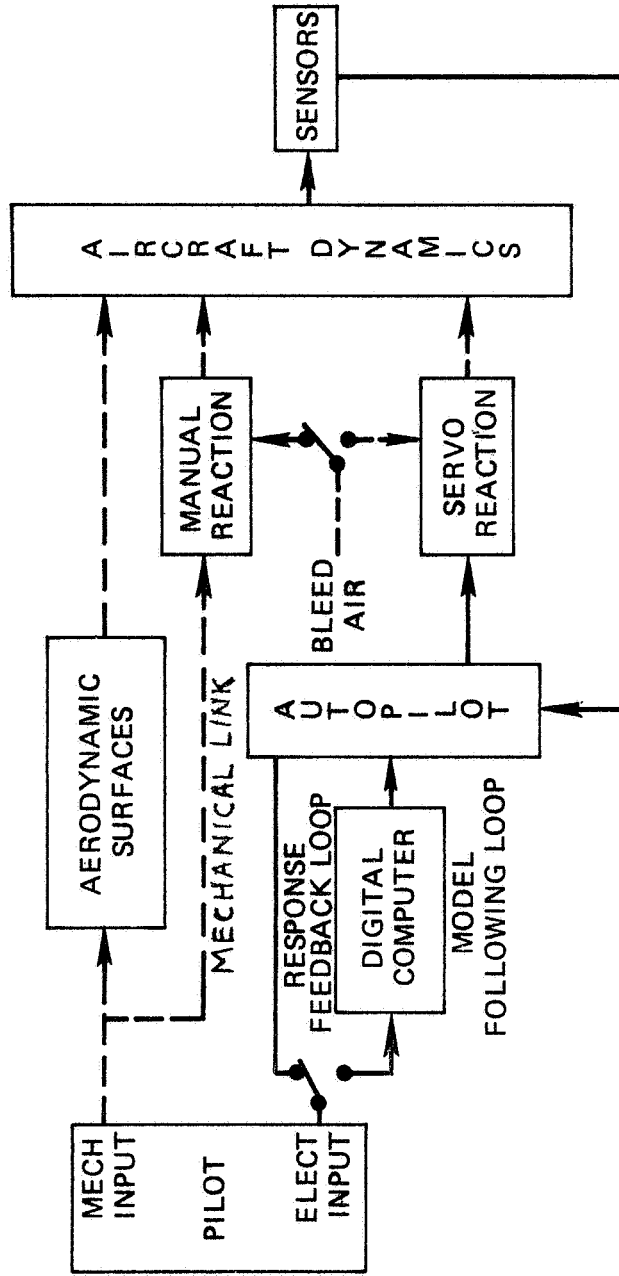 MECH
INPUT
PILOT
ELECT
INPUT
AERODYNAMIC
SURFACES
MECHANICAL LINK
RESPONSE
FEEDBACK LOOP
DIGITAL
COMPUTER
MODEL
FOLLOWING LOOP
AUTOPILOT
BLEED
AIR
MANUAL
REACTION
SERVO
REACTION
AIRCRAFT DYNAMICS
SENSORS